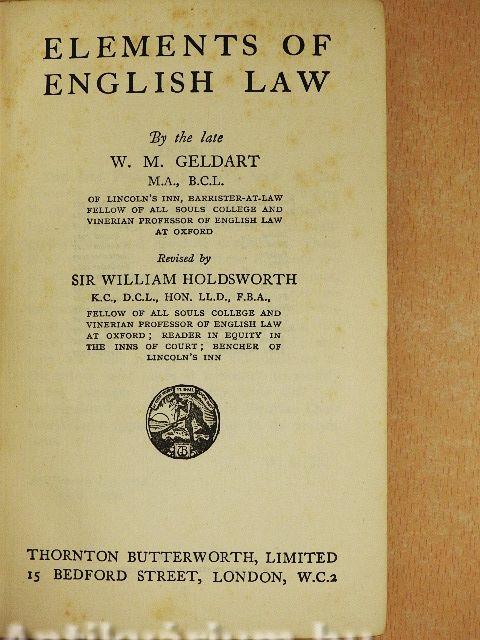 ELEMENTS OF
ENGLISH LAW
By the late
W. M. GELDART
M.A., B.C.L.
OF LINCOLN'S INN, BARRISTER-AT-LAW
FELLOW OF ALL SOULS COLLEGE AND
VINERIAN PROFESSOR OF ENGLISH LAW
AT OXFORD
Revised by
SIR WILLIAM HOLDSWORTH
K.C., D.C.L., HON. LL.D., F.B.A.,
FELLOW OF ALL SOULS COLLEGE AND
VINERIAN PROFESSOR OF ENGLISH LAW
AT OXFORD; READER IN EQUITY IN
THE INNS OF COURT; BENCHER OF
LINCOLN'S INN
THORNTON BUTTERWORTH, LIMITED
15 BEDFORD STREET, LONDON, W.C.2
Antikvárium.hu